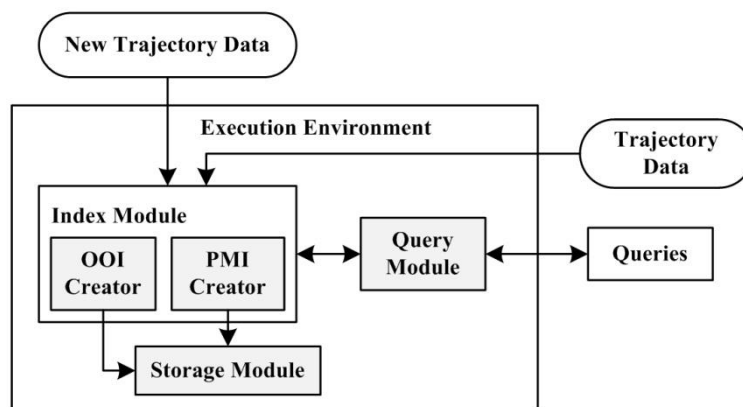 New Trajectory Data
Execution Environment
Trajectory
Data
Index Module
OOI
Creator
PMI
Creator
Query
Module
Queries
Storage Module